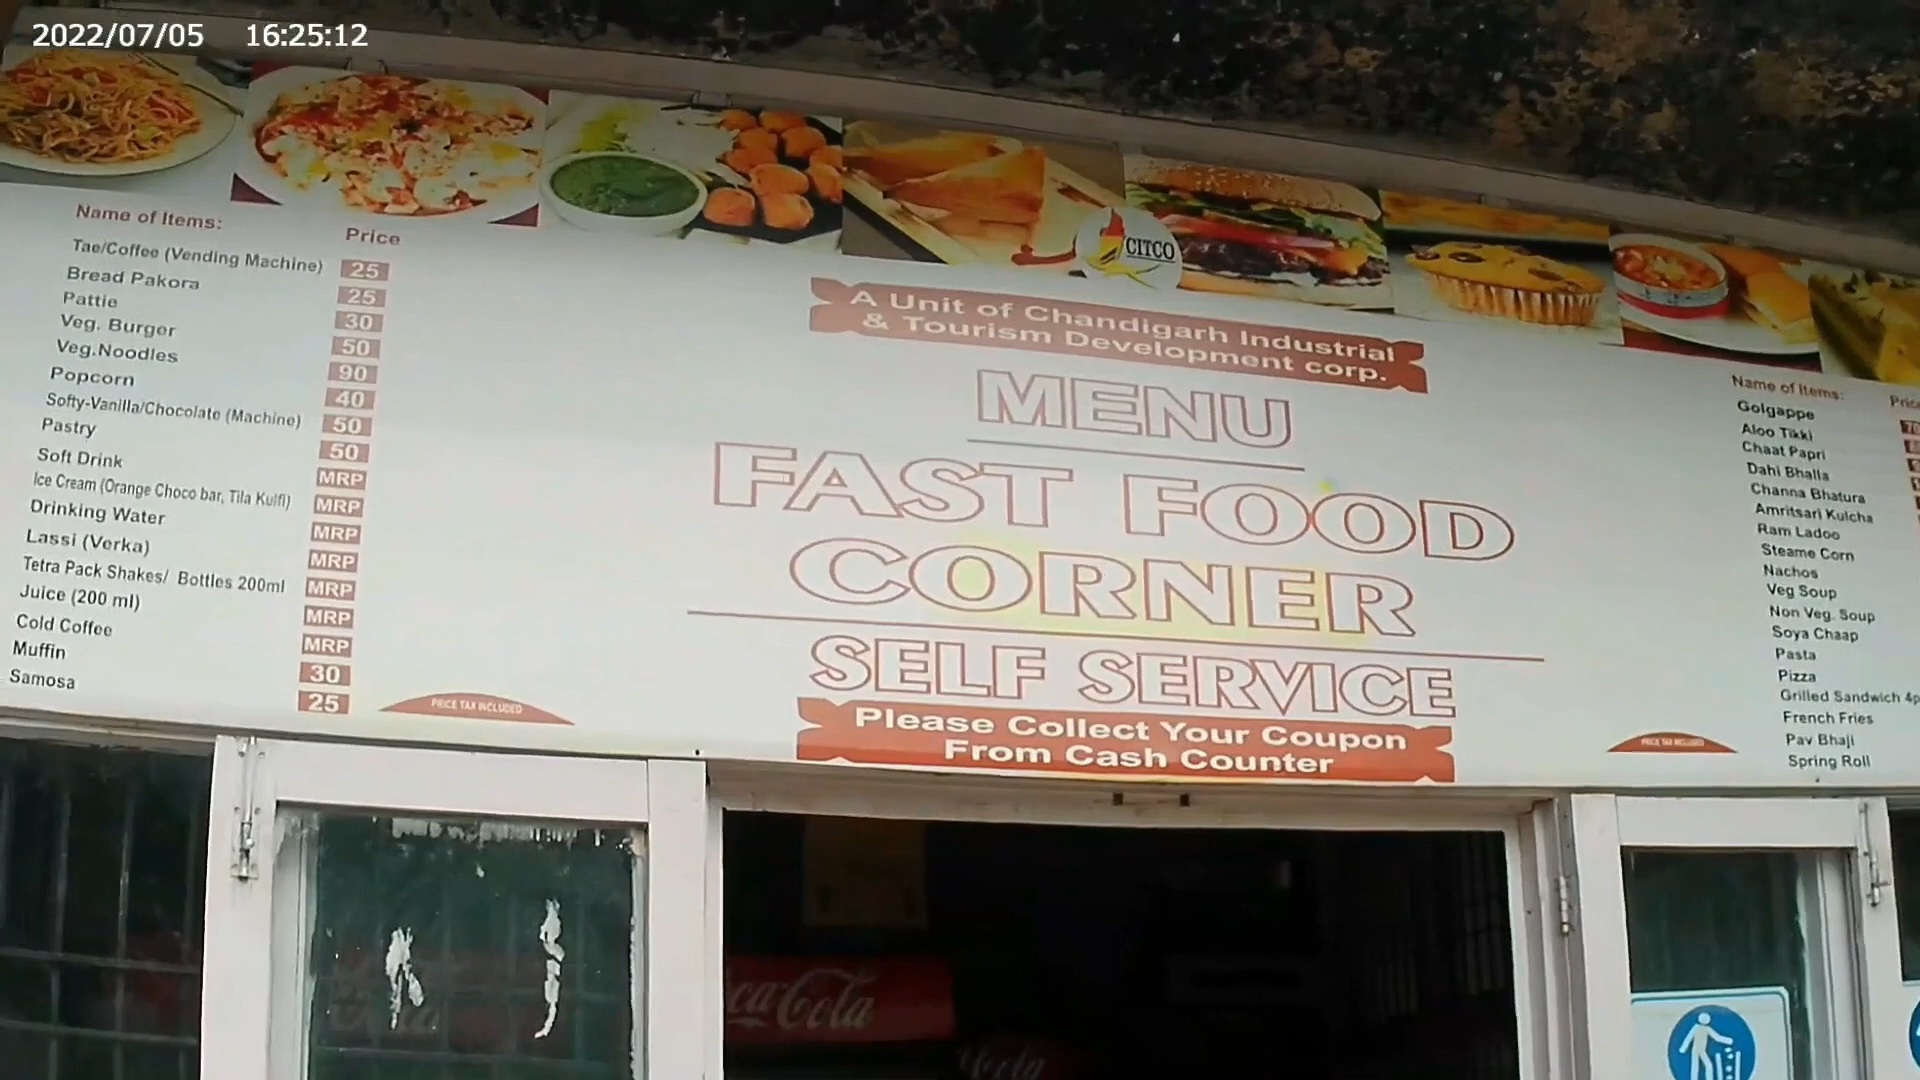 2022/07/05 16:25:12
CITCO
A Unit of Chandigarh Industrial
& Tourism Development corp.
MENU
FAST FOOD
CORNER
SELF SERVICE
Please Collect Your Coupon
From Cash Counter
Name of Items: Price
Tae/Coffee (Vending Machine) 25
Bread Pakora 25
Pattie 30
Veg. Burger 50
Veg.Noodles 90
Popcorn 40
Softy-Vanilla/Chocolate (Machine) 50
Pastry 50
Soft Drink MRP
Ice Cream (Orange Choco bar, Tila Kulfi) MRP
Drinking Water MRP
Lassi (Verka) MRP
Tetra Pack Shakes/ Bottles 200ml MRP
Juice (200 ml) MRP
Cold Coffee MRP
Muffin 30
Samosa 25
PRICE TAX INCLUDED
Name of Items:
Golgappe
Aloo Tikki
Chaat Papri
Dahi Bhalla
Channa Bhatura
Amritsari Kulcha
Ram Ladoo
Steame Corn
Nachos
Veg Soup
Non Veg. Soup
Soya Chaap
Pasta
Pizza
Grilled Sandwich
French Fries
Pav Bhaji
Spring Roll
PRICE TAX INCLUDED
ca-Cola